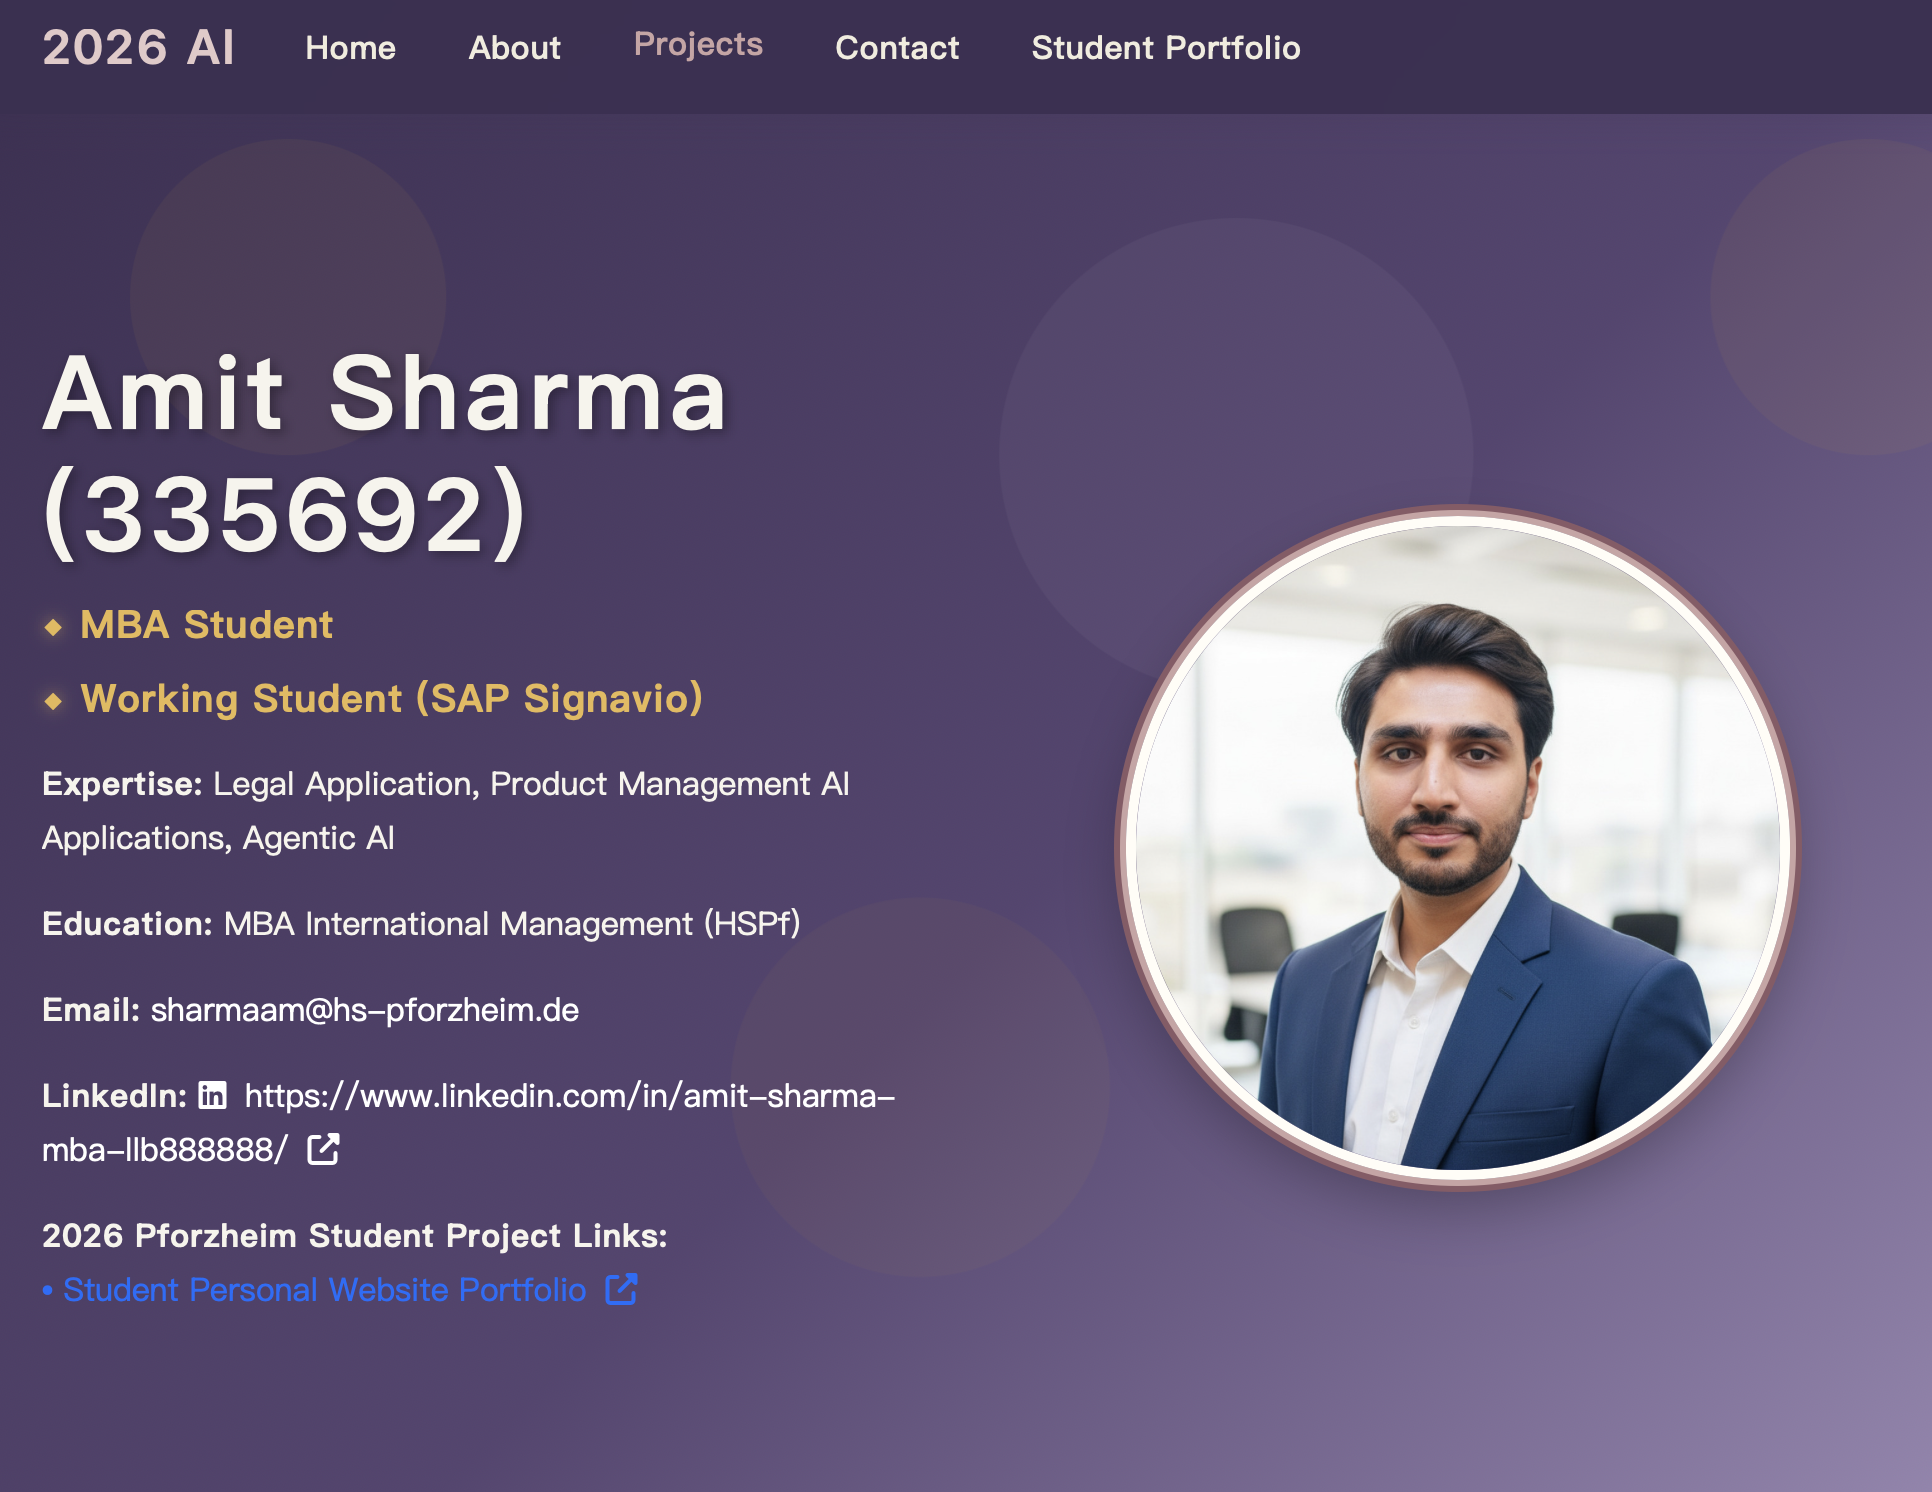 2026 AI
Home
About
Projects
Contact
Student Portfolio
Amit Sharma
(335692)
◆ MBA Student
◆ Working Student (SAP Signavio)
Expertise: Legal Application, Product Management AI
Applications, Agentic AI
Education: MBA International Management (HSPf)
Email: sharmaam@hs-pforzheim.de
LinkedIn: in https://www.linkedin.com/in/amit-sharma-
mba-llb888888/
2026 Pforzheim Student Project Links:
• Student Personal Website Portfolio